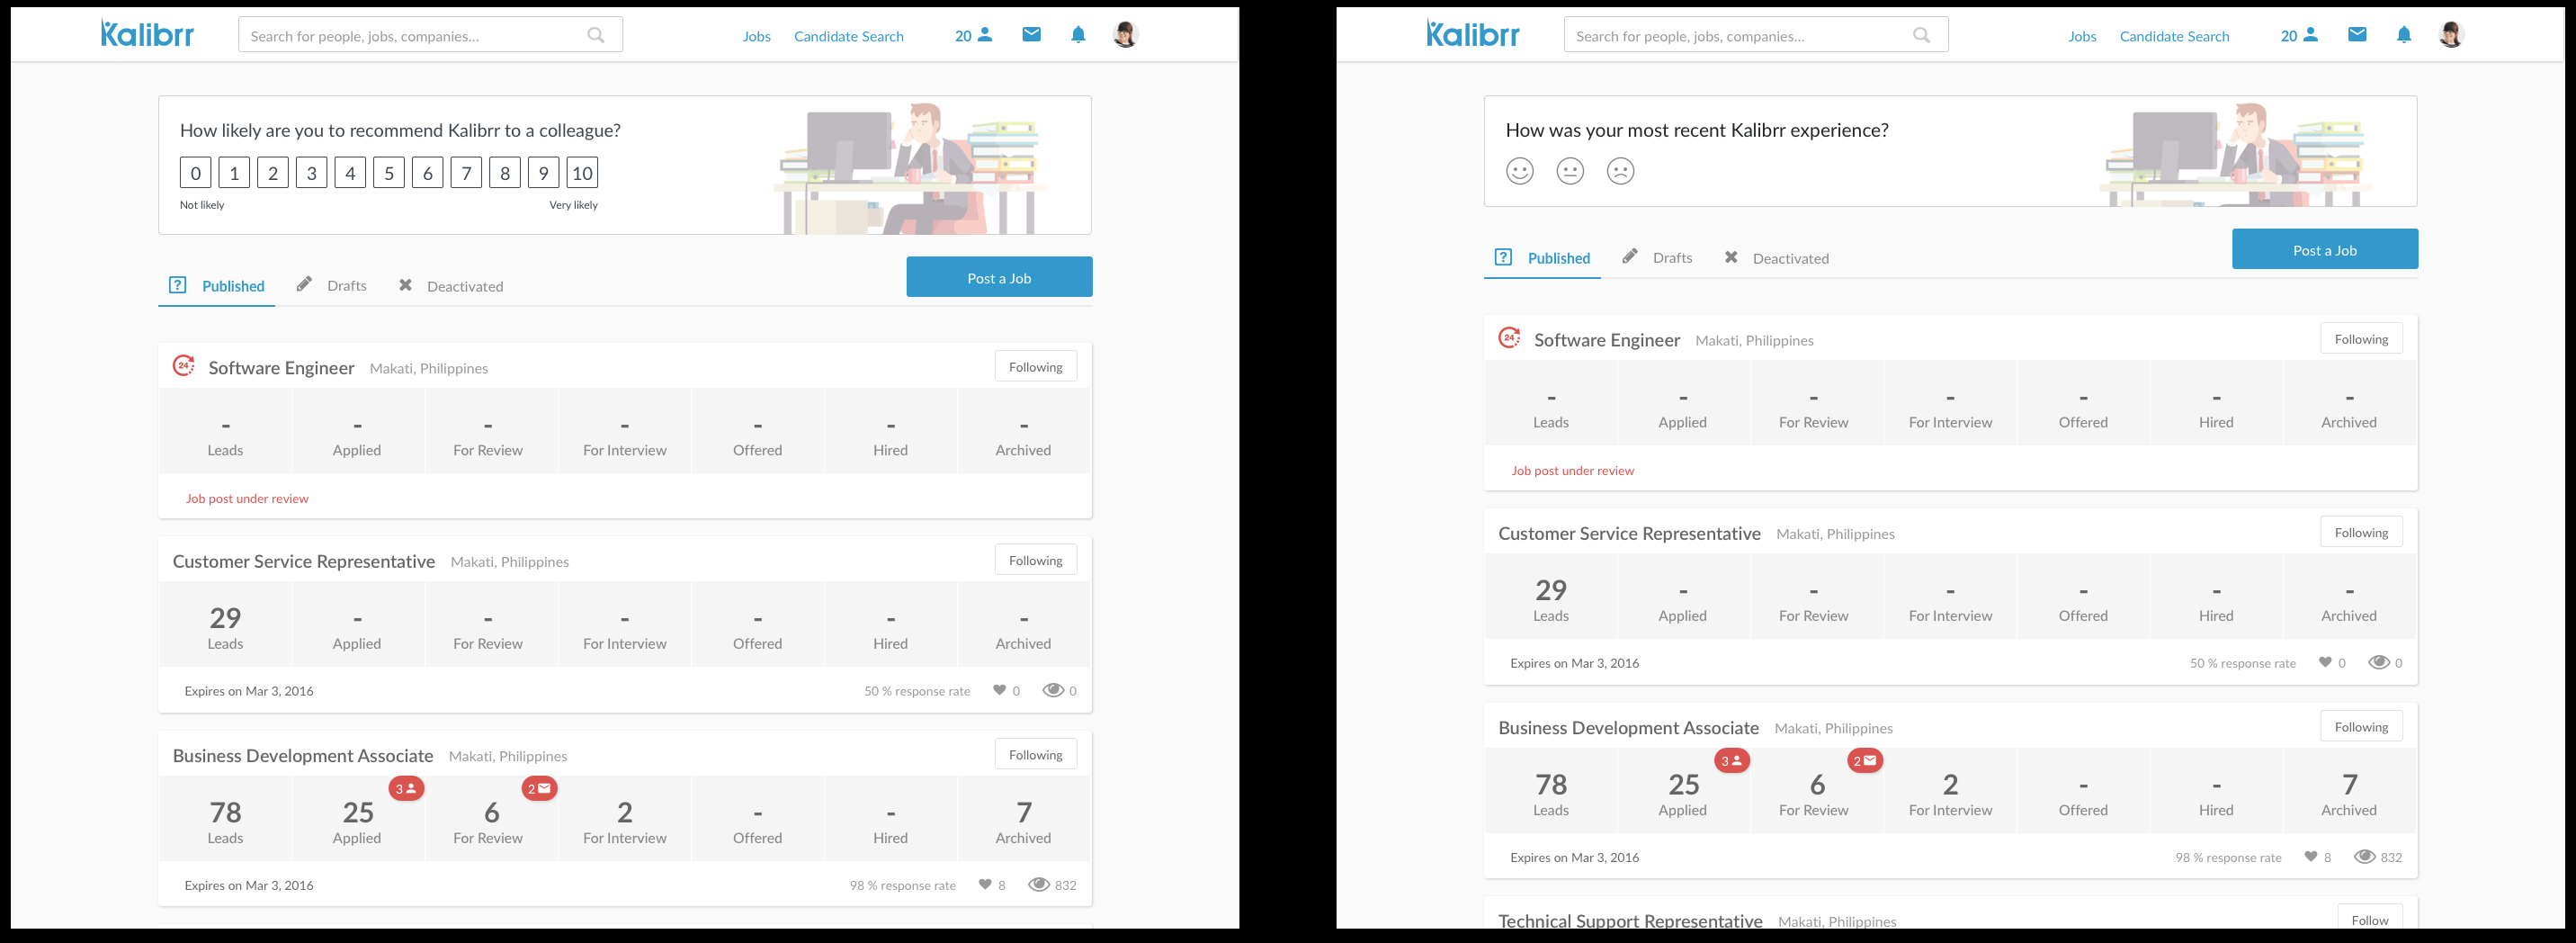 Kalibrr
Search for people, jobs, companies...
Jobs Candidate Search 20
How likely are you to recommend Kalibrr to a colleague?
0 1 2 3 4 5 6 7 8 9 10
Not likely Very likely
Published Drafts Deactivated Post a Job
24 Software Engineer Makati, Philippines Following
- - - - - - -
Leads Applied For Review For Interview Offered Hired Archived
Job post under review
Customer Service Representative Makati, Philippines Following
29 - - - - - -
Leads Applied For Review For Interview Offered Hired Archived
Expires on Mar 3, 2016 50 % response rate 0 0
Business Development Associate Makati, Philippines Following
3 2
78 25 6 2 - - 7
Leads Applied For Review For Interview Offered Hired Archived
Expires on Mar 3, 2016 98 % response rate 8 832
Kalibrr
Search for people, jobs, companies...
Jobs Candidate Search 20
How was your most recent Kalibrr experience?
Published Drafts Deactivated Post a Job
24 Software Engineer Makati, Philippines Following
- - - - - - -
Leads Applied For Review For Interview Offered Hired Archived
Job post under review
Customer Service Representative Makati, Philippines Following
29 - - - - - -
Leads Applied For Review For Interview Offered Hired Archived
Expires on Mar 3, 2016 50 % response rate 0 0
Business Development Associate Makati, Philippines Following
3 2
78 25 6 2 - - 7
Leads Applied For Review For Interview Offered Hired Archived
Expires on Mar 3, 2016 98 % response rate 8 832
Technical Support Representative Makati, Philippines Follow